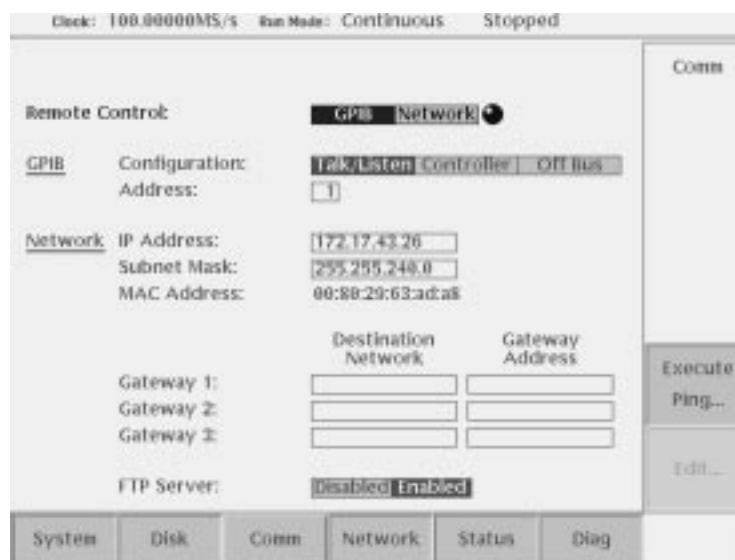 Clock: 100.00000MS/s Run Mode: Continuous Stopped
Comm
Remote Control: GPIB Network
GPIB Configuration: Talk/Listen Controller Off Bus
Address: 1
Network IP Address: 172.17.43.26
Subnet Mask: 255.255.240.0
MAC Address: 00:80:29:63:ad:a8
Destination Network Gateway Address
Gateway 1:
Gateway 2:
Gateway 3:
Execute Ping...
Edit...
FTP Server: Disabled Enabled
System Disk Comm Network Status Diag